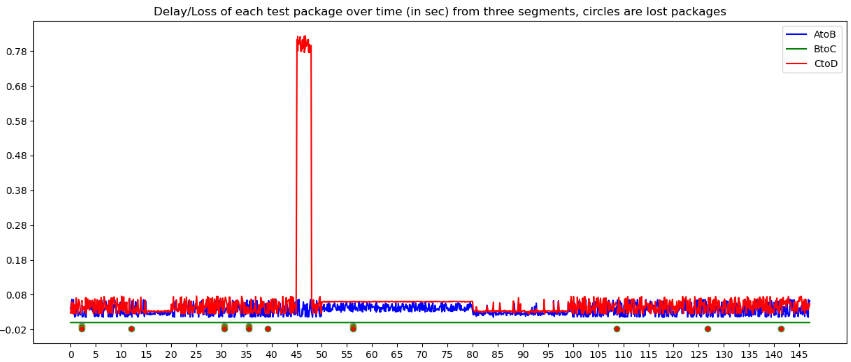 Delay/Loss of each test package over time (in sec) from three segments, circles are lost packages
AtoB
BtoC
CtoD
0.78
0.68
0.58
0.48
0.38
0.28
0.18
0.08
−0.02
0 5 10 15 20 25 30 35 40 45 50 55 60 65 70 75 80 85 90 95 100 105 110 115 120 125 130 135 140 145